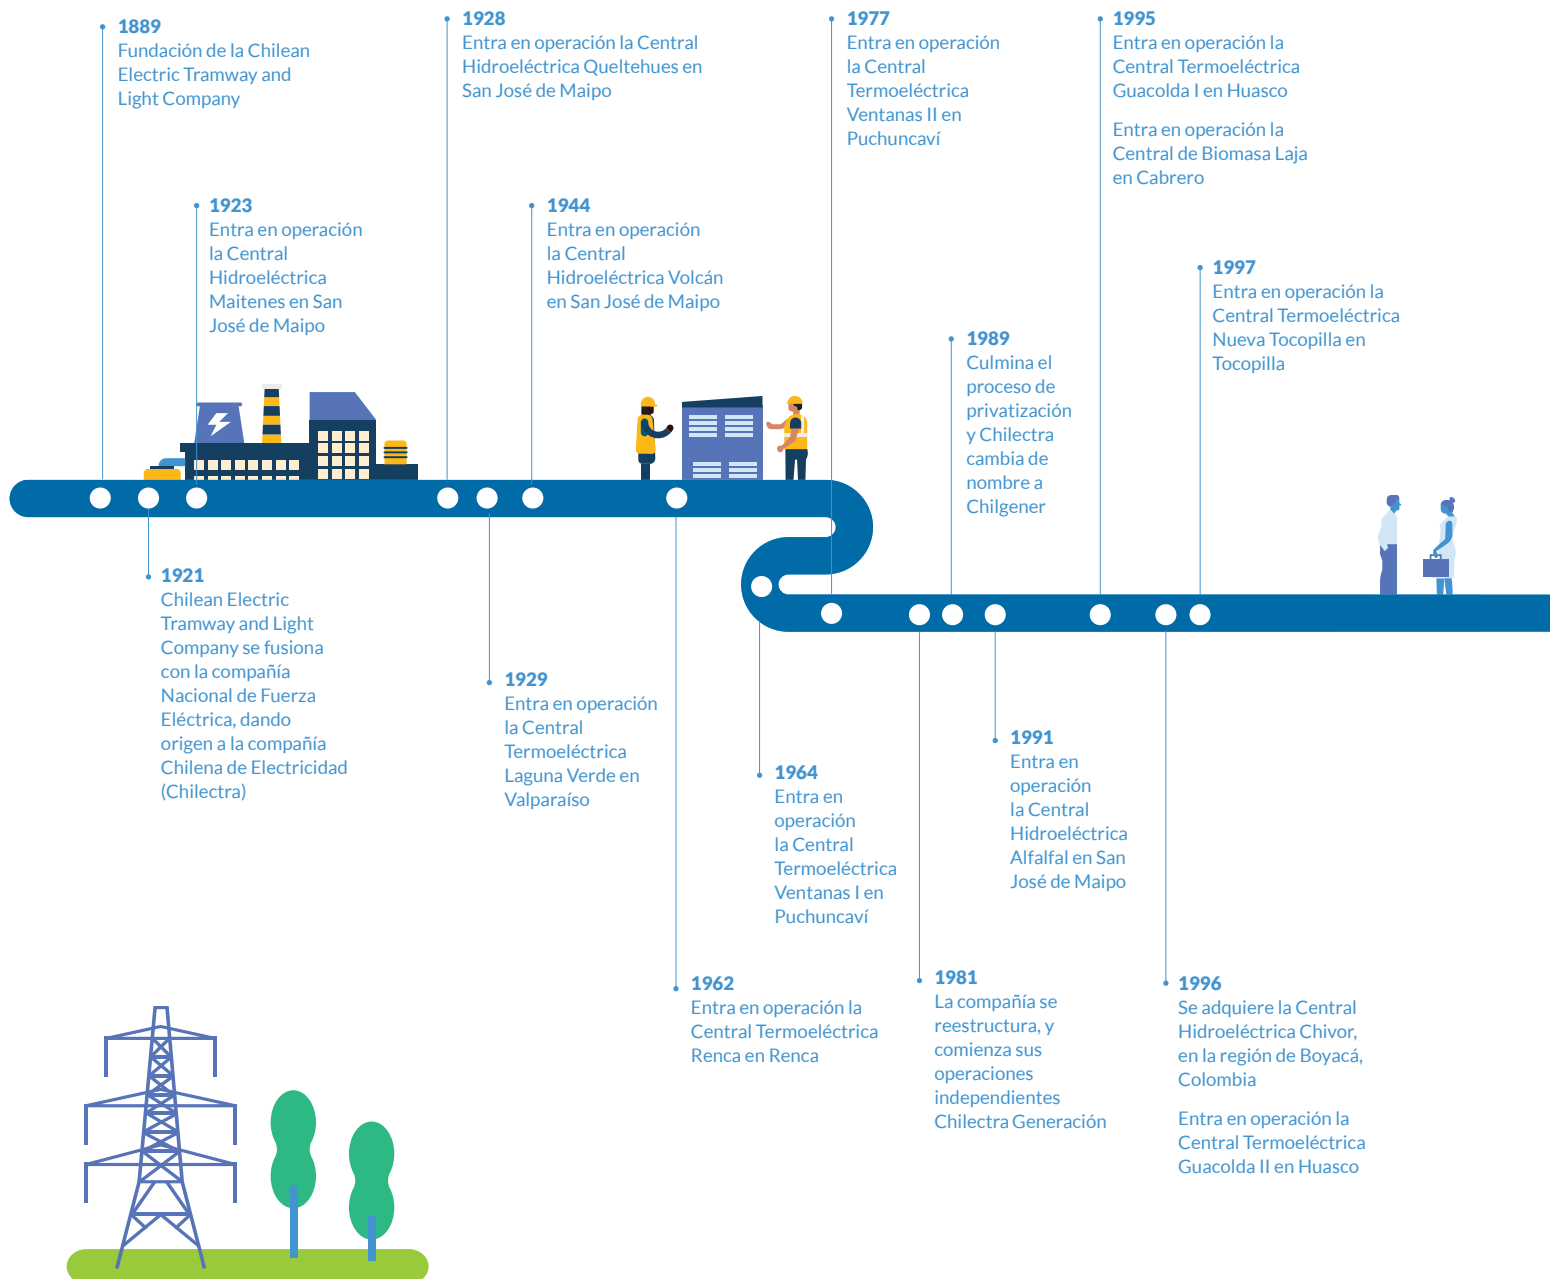 1889
Fundación de la Chilean
Electric Tramway and
Light Company
1921
Chilean Electric
Tramway and Light
Company se fusiona
con la compañía
Nacional de Fuerza
Eléctrica, dando
origen a la compañía
Chilena de Electricidad
(Chilectra)
1923
Entra en operación
la Central
Hidroeléctrica
Maitenes en San
José de Maipo
1928
Entra en operación la Central
Hidroeléctrica Queltehues en
San José de Maipo
1929
Entra en operación
la Central
Termoeléctrica
Laguna Verde en
Valparaíso
1944
Entra en operación
la Central
Hidroeléctrica Volcán
en San José de Maipo
1962
Entra en operación la
Central Termoeléctrica
Renca en Renca
1964
Entra en
operación
la Central
Termoeléctrica
Ventanas I en
Puchuncaví
1977
Entra en operación
la Central
Termoeléctrica
Ventanas II en
Puchuncaví
1981
La compañía se
reestructura, y
comienza sus
operaciones
independientes
Chilectra Generación
1989
Culmina el
proceso de
privatización
y Chilectra
cambia de
nombre a
Chilgener
1991
Entra en
operación
la Central
Hidroeléctrica
Alfalfal en San
José de Maipo
1995
Entra en operación la
Central Termoeléctrica
Guacolda I en Huasco
Entra en operación la
Central de Biomasa Laja
en Cabrero
1996
Se adquiere la Central
Hidroeléctrica Chivor,
en la región de Boyacá,
Colombia
Entra en operación la
Central Termoeléctrica
Guacolda II en Huasco
1997
Entra en operación la
Central Termoeléctrica
Nueva Tocopilla en
Tocopilla